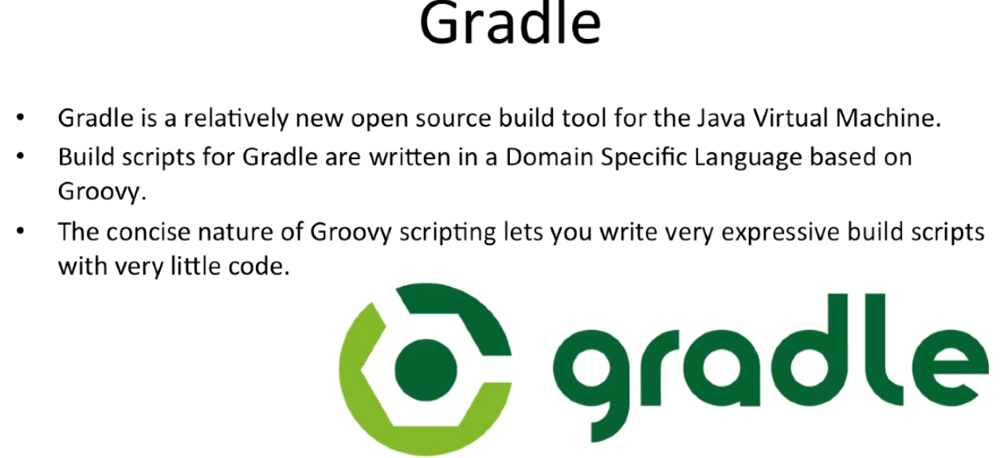 Gradle
• Gradle is a relatively new open source build tool for the Java Virtual Machine.
• Build scripts for Gradle are written in a Domain Specific Language based on
Groovy.
• The concise nature of Groovy scripting lets you write very expressive build scripts
with very little code.
gradle